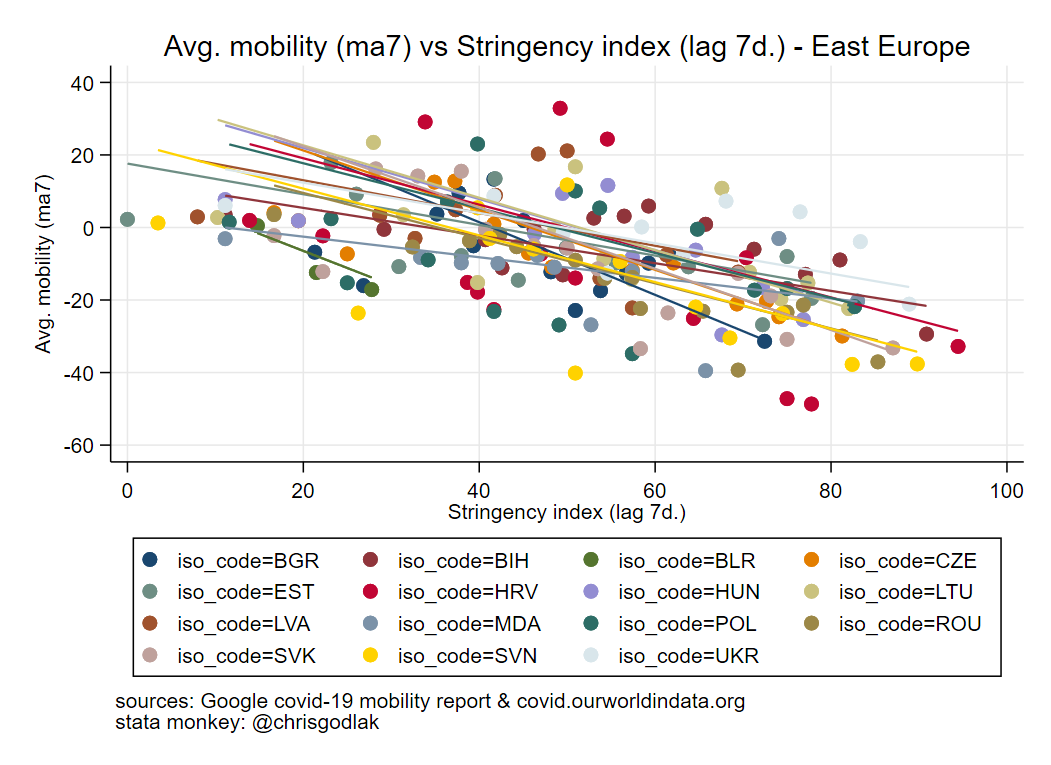 Avg. mobility (ma7) vs Stringency index (lag 7d.) - East Europe
Avg. mobility (ma7)
40
20
0
-20
-40
-60
0 20 40 60 80 100
Stringency index (lag 7d.)
iso_code=BGR iso_code=BIH iso_code=BLR iso_code=CZE
iso_code=EST iso_code=HRV iso_code=HUN iso_code=LTU
iso_code=LVA iso_code=MDA iso_code=POL iso_code=ROU
iso_code=SVK iso_code=SVN iso_code=UKR
sources: Google covid-19 mobility report & covid.ourworldindata.org
stata monkey: @chrisgodlak